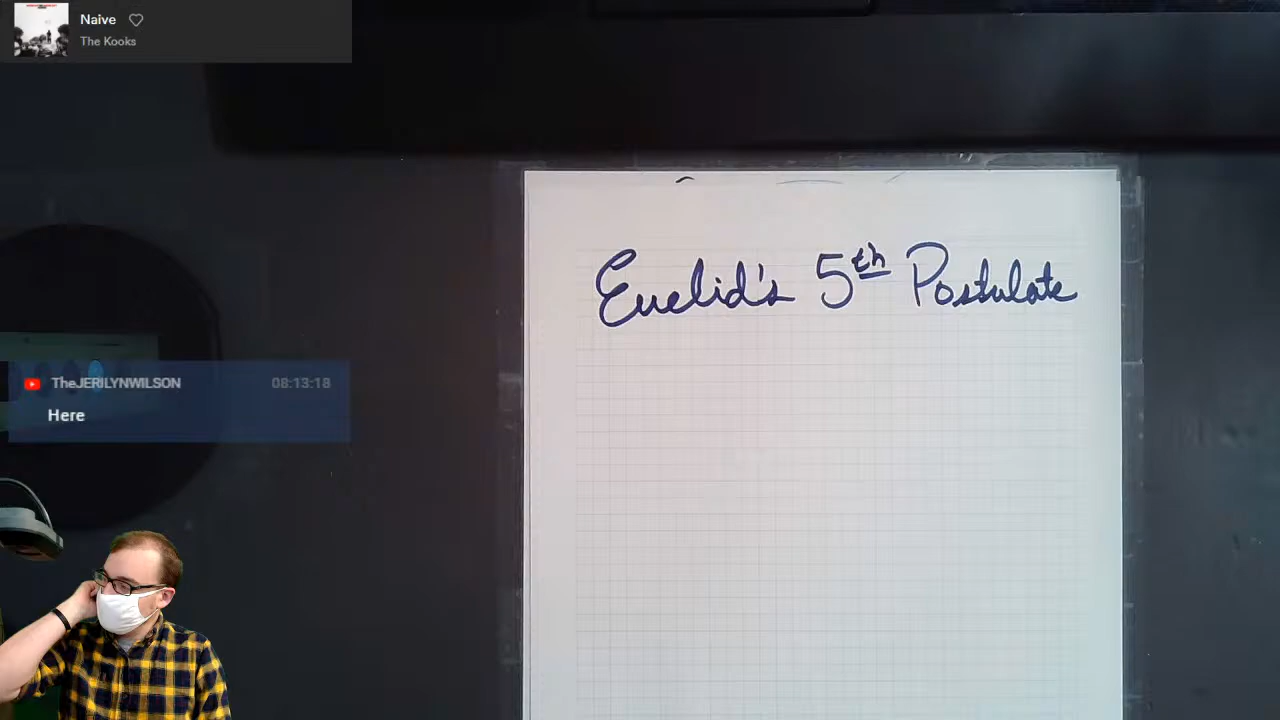 Naive
The Kooks
TheJERILYNWILSON 08:13:18
Here
Euclid's 5th Postulate